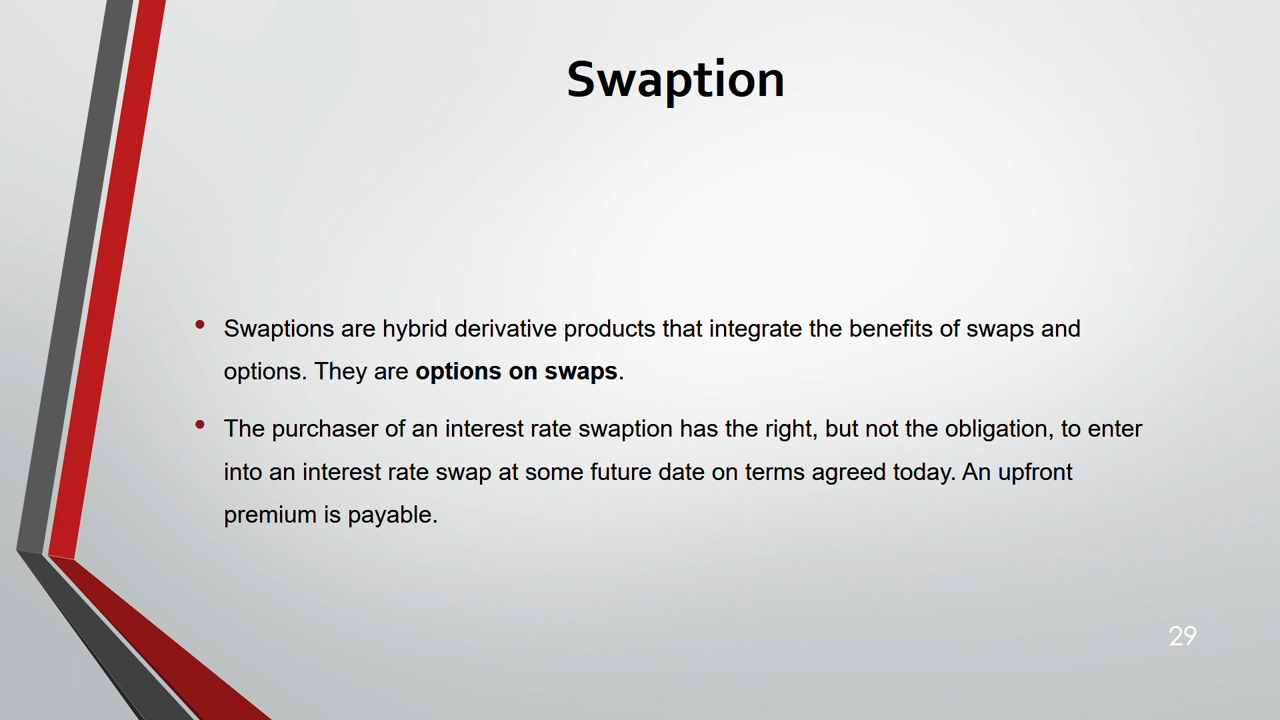 Swaption
• Swaptions are hybrid derivative products that integrate the benefits of swaps and
options. They are options on swaps.
• The purchaser of an interest rate swaption has the right, but not the obligation, to enter
into an interest rate swap at some future date on terms agreed today. An upfront
premium is payable.
29